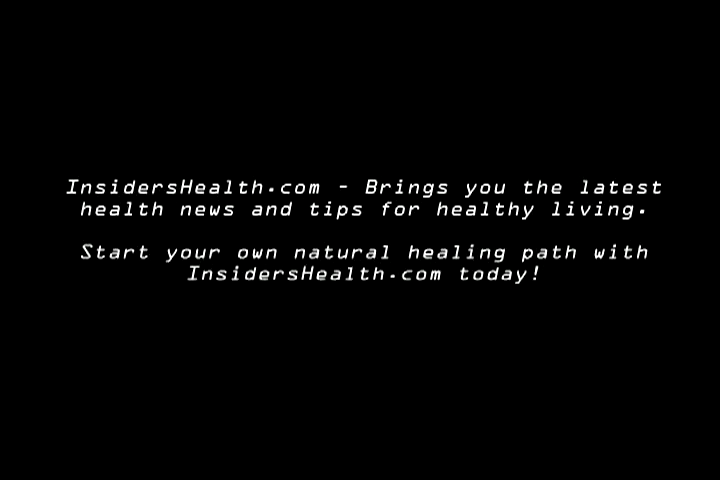 InsidersHealth.com - Brings you the latest
health news and tips for healthy living.
Start your own natural healing path with
InsidersHealth.com today!